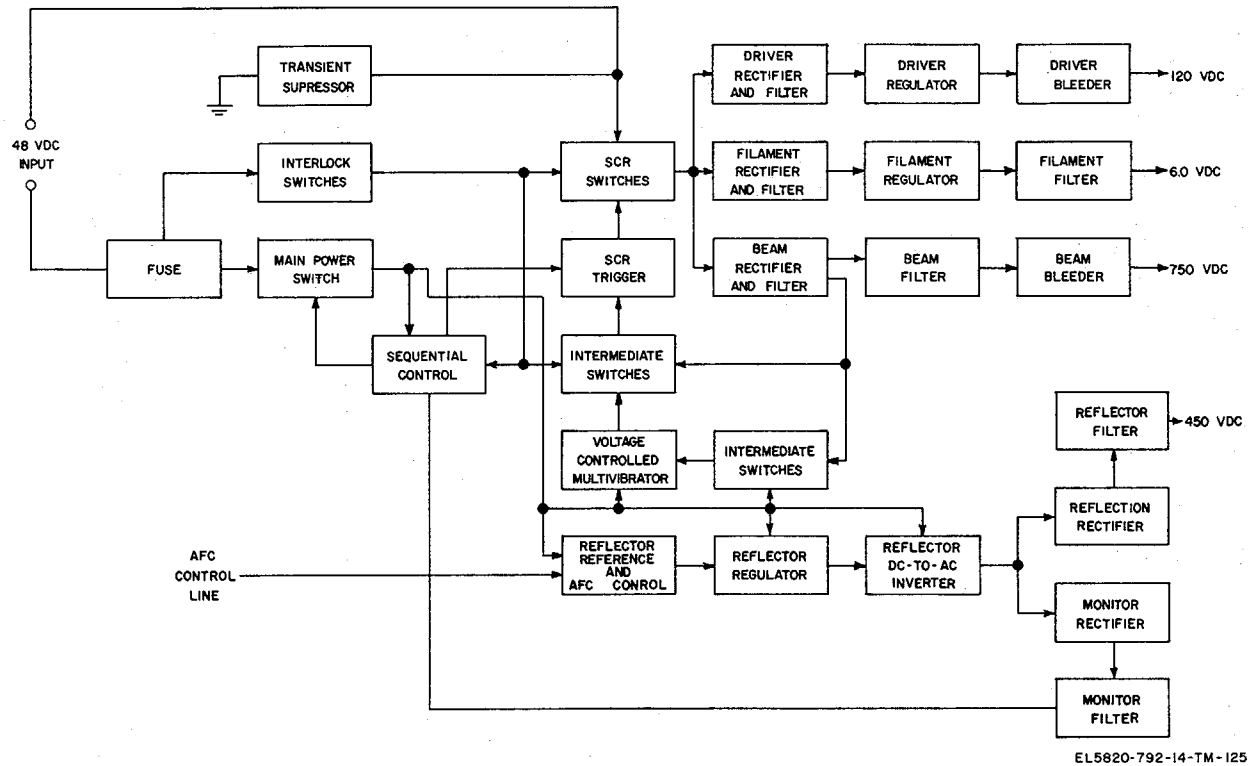 TRANSIENT
SUPRESSOR
DRIVER
RECTIFIER
AND FILTER
DRIVER
REGULATOR
DRIVER
BLEEDER
120 VDC
48 VDC
INPUT
INTERLOCK
SWITCHES
SCR
SWITCHES
FILAMENT
RECTIFIER
AND FILTER
FILAMENT
REGULATOR
FILAMENT
FILTER
6.0 VDC
FUSE
MAIN POWER
SWITCH
SCR
TRIGGER
BEAM
RECTIFIER
AND FILTER
BEAM
FILTER
BEAM
BLEEDER
750 VDC
SEQUENTIAL
CONTROL
INTERMEDIATE
SWITCHES
REFLECTOR
FILTER
450 VDC
VOLTAGE
CONTROLLED
MULTIVIBRATOR
INTERMEDIATE
SWITCHES
REFLECTION
RECTIFIER
AFC
CONTROL
LINE
REFLECTOR
REFERENCE
AND
AFC CONROL
REFLECTOR
REGULATOR
REFLECTOR
DC-TO-AC
INVERTER
MONITOR
RECTIFIER
MONITOR
FILTER
EL5820-792-14-TM-125